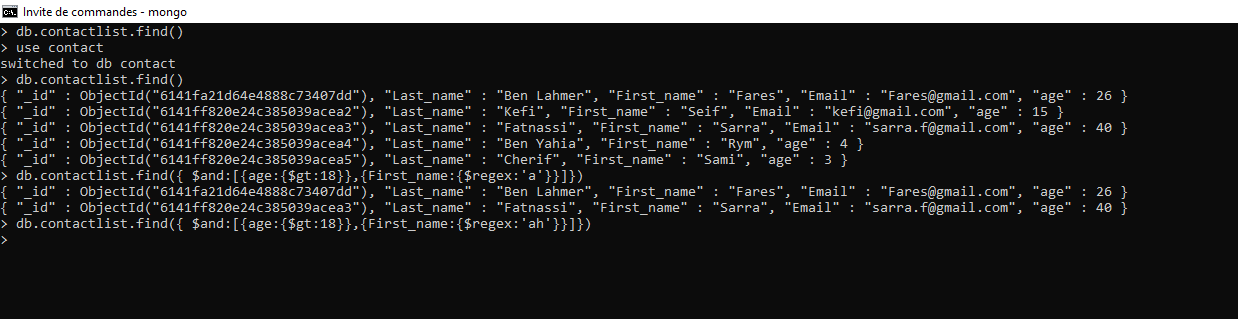 Invite de commandes - mongo
> db.contactlist.find()
> use contact
switched to db contact
> db.contactlist.find()
{ "_id" : ObjectId("6141fa21d64e4888c73407dd"), "Last_name" : "Ben Lahmer", "First_name" : "Fares", "Email" : "Fares@gmail.com", "age" : 26 }
{ "_id" : ObjectId("6141ff820e24c385039acea2"), "Last_name" : "Kefi", "First_name" : "Seif", "Email" : "kefi@gmail.com", "age" : 15 }
{ "_id" : ObjectId("6141ff820e24c385039acea3"), "Last_name" : "Fatnassi", "First_name" : "Sarra", "Email" : "sarra.f@gmail.com", "age" : 40 }
{ "_id" : ObjectId("6141ff820e24c385039acea4"), "Last_name" : "Ben Yahia", "First_name" : "Rym", "age" : 4 }
{ "_id" : ObjectId("6141ff820e24c385039acea5"), "Last_name" : "Cherif", "First_name" : "Sami", "age" : 3 }
> db.contactlist.find({ $and:[{age:{$gt:18}},{First_name:{$regex:'a'}}]})
{ "_id" : ObjectId("6141fa21d64e4888c73407dd"), "Last_name" : "Ben Lahmer", "First_name" : "Fares", "Email" : "Fares@gmail.com", "age" : 26 }
{ "_id" : ObjectId("6141ff820e24c385039acea3"), "Last_name" : "Fatnassi", "First_name" : "Sarra", "Email" : "sarra.f@gmail.com", "age" : 40 }
> db.contactlist.find({ $and:[{age:{$gt:18}},{First_name:{$regex:'ah'}}]})
>